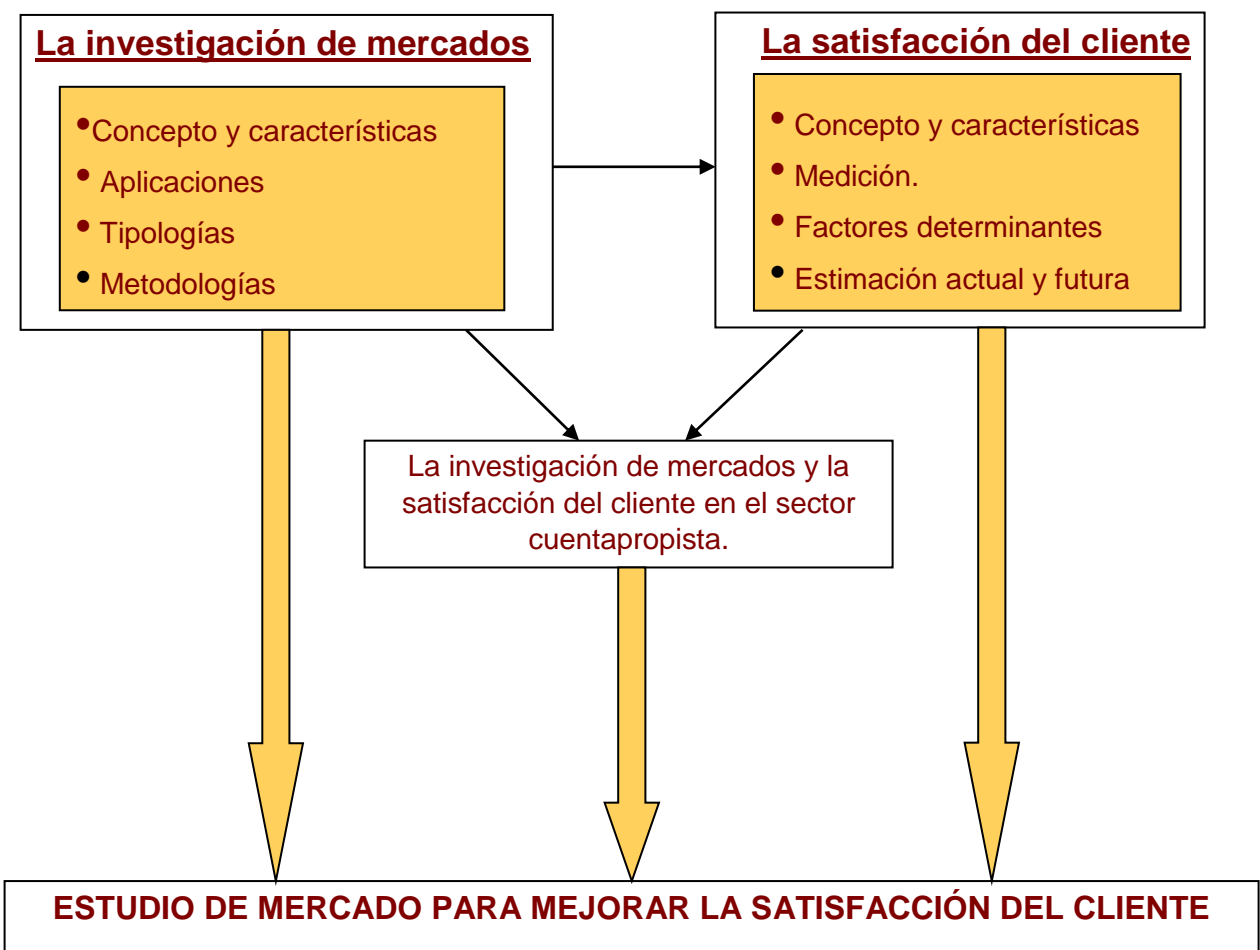 La investigación de mercados
•Concepto y características
• Aplicaciones
• Tipologías
• Metodologías
La satisfacción del cliente
• Concepto y características
• Medición.
• Factores determinantes
• Estimación actual y futura
La investigación de mercados y la
satisfacción del cliente en el sector
cuentapropista.
ESTUDIO DE MERCADO PARA MEJORAR LA SATISFACCIÓN DEL CLIENTE